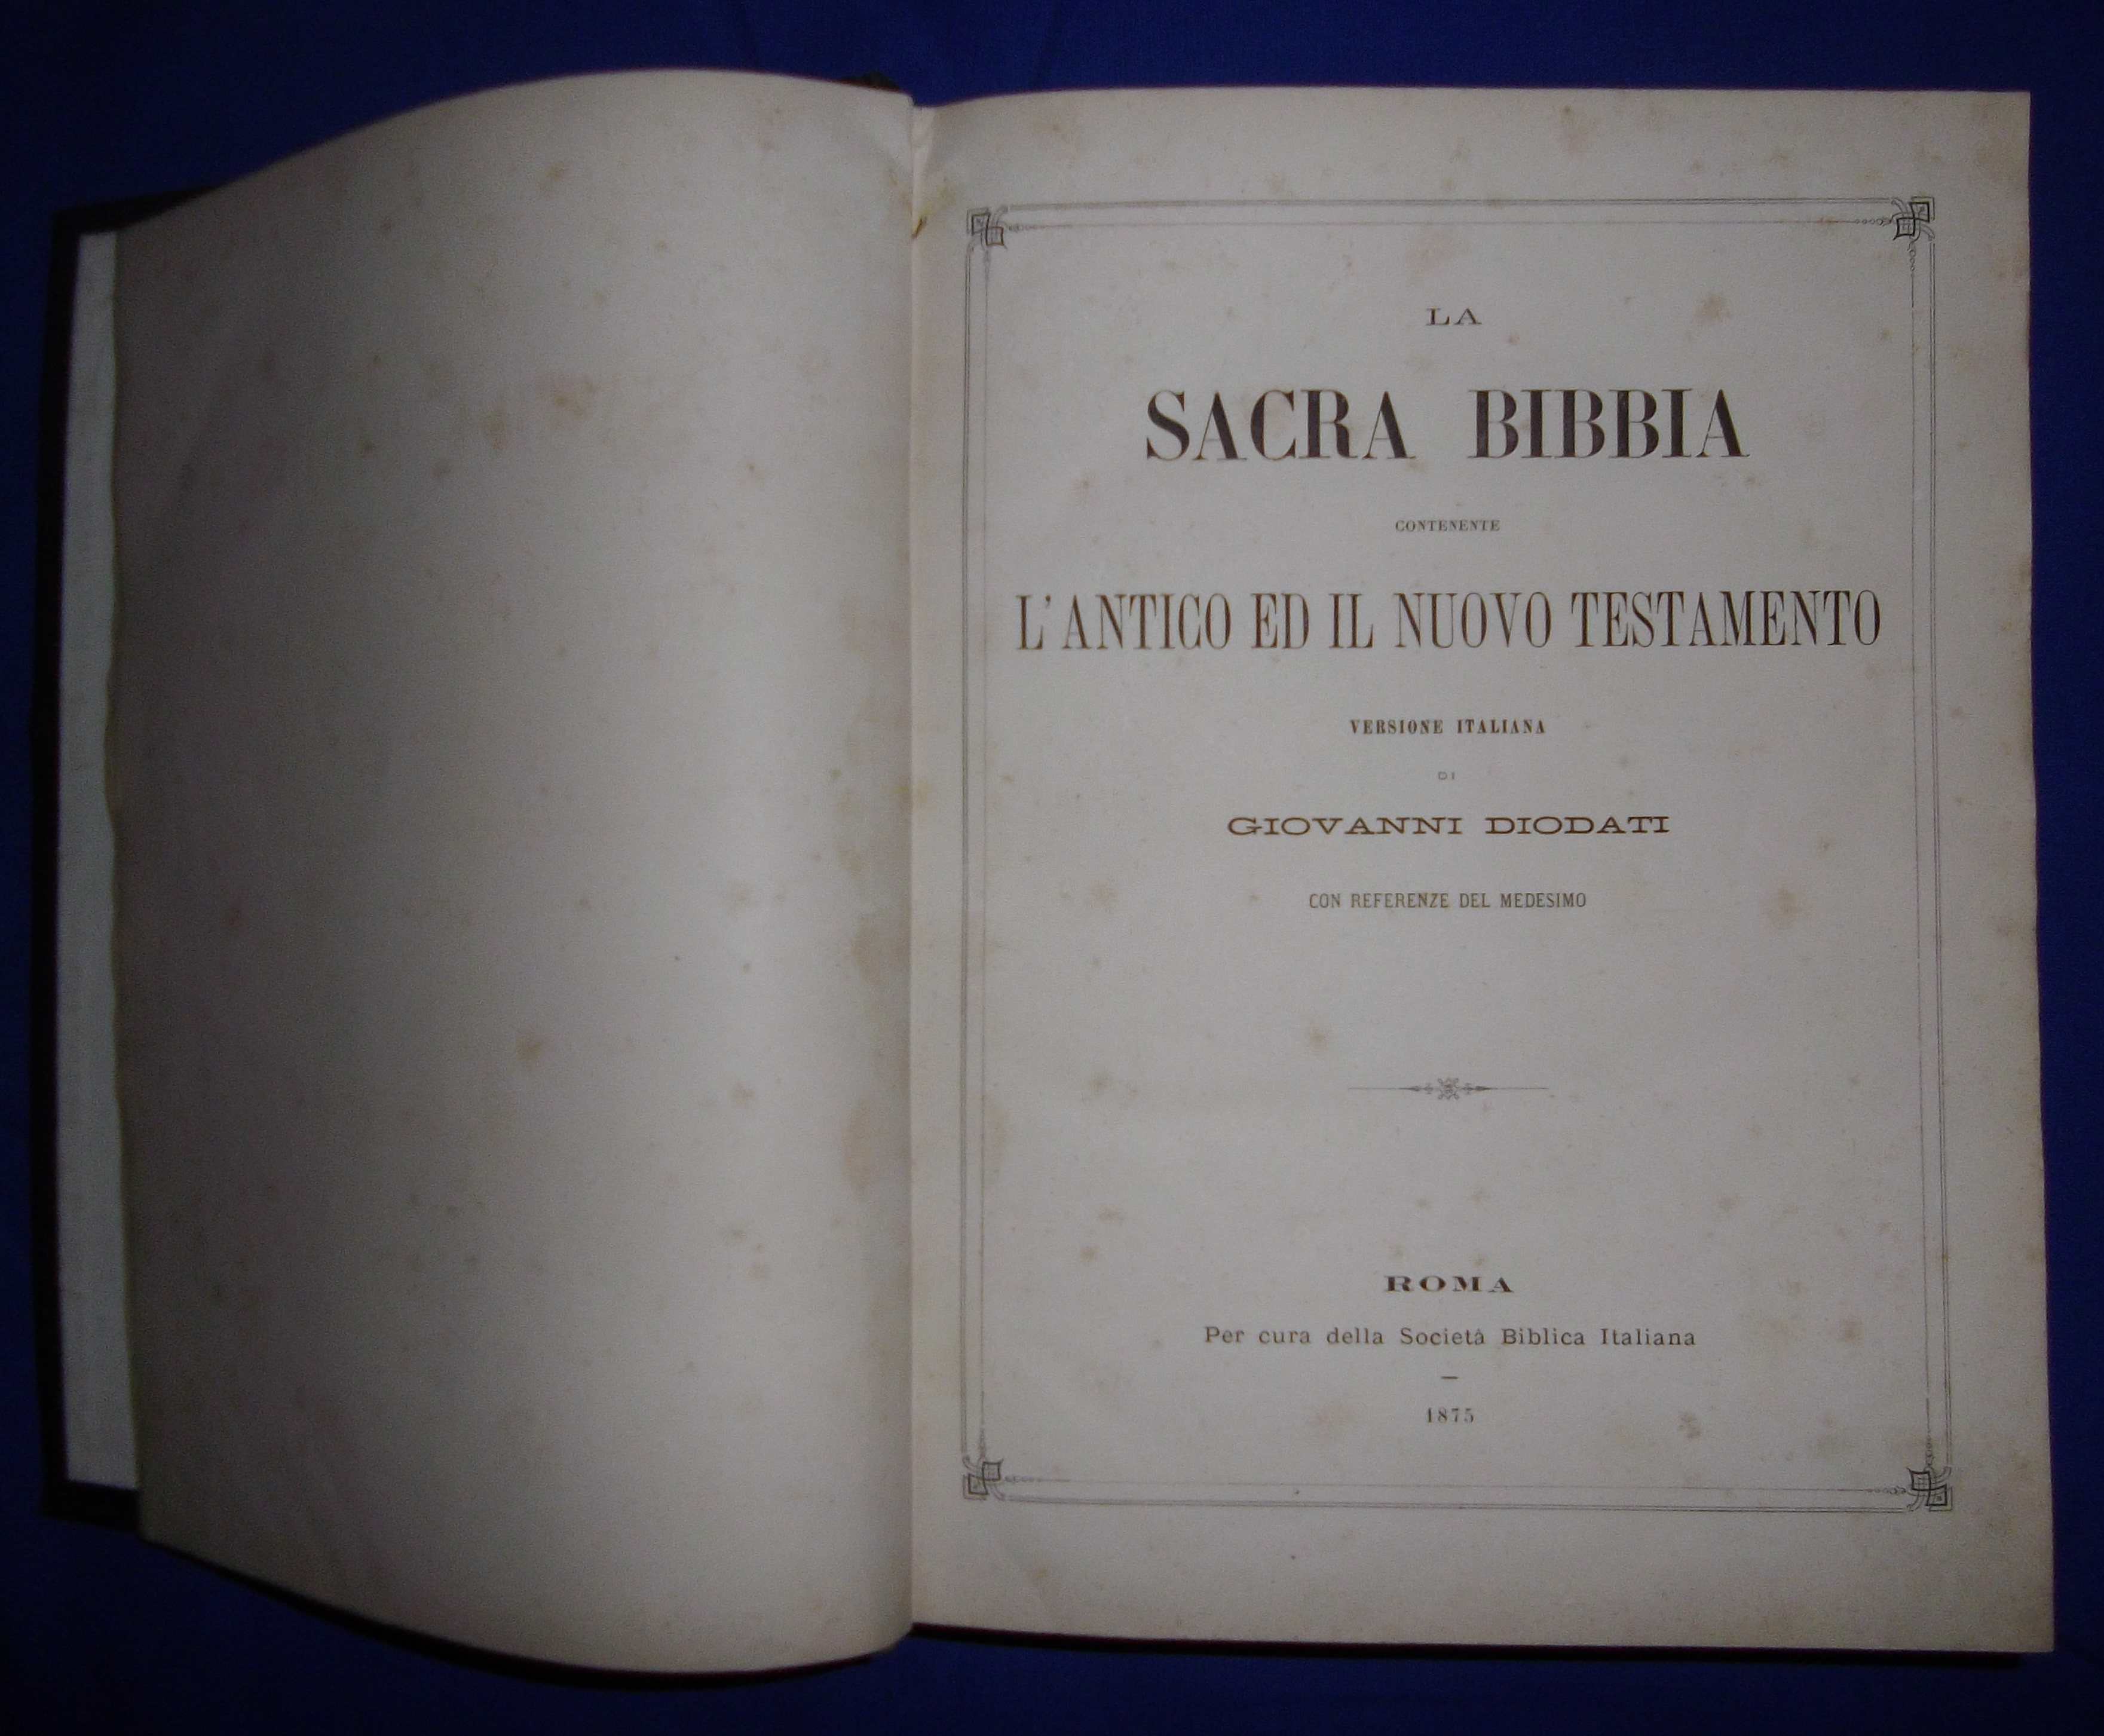 LA
SACRA BIBBIA
CONTENENTE
L'ANTICO ED IL NUOVO TESTAMENTO
VERSIONE ITALIANA
DI
GIOVANNI DIODATI
CON REFERENZE DEL MEDESIMO
ROMA
Per cura della Società Biblica Italiana
—
1875